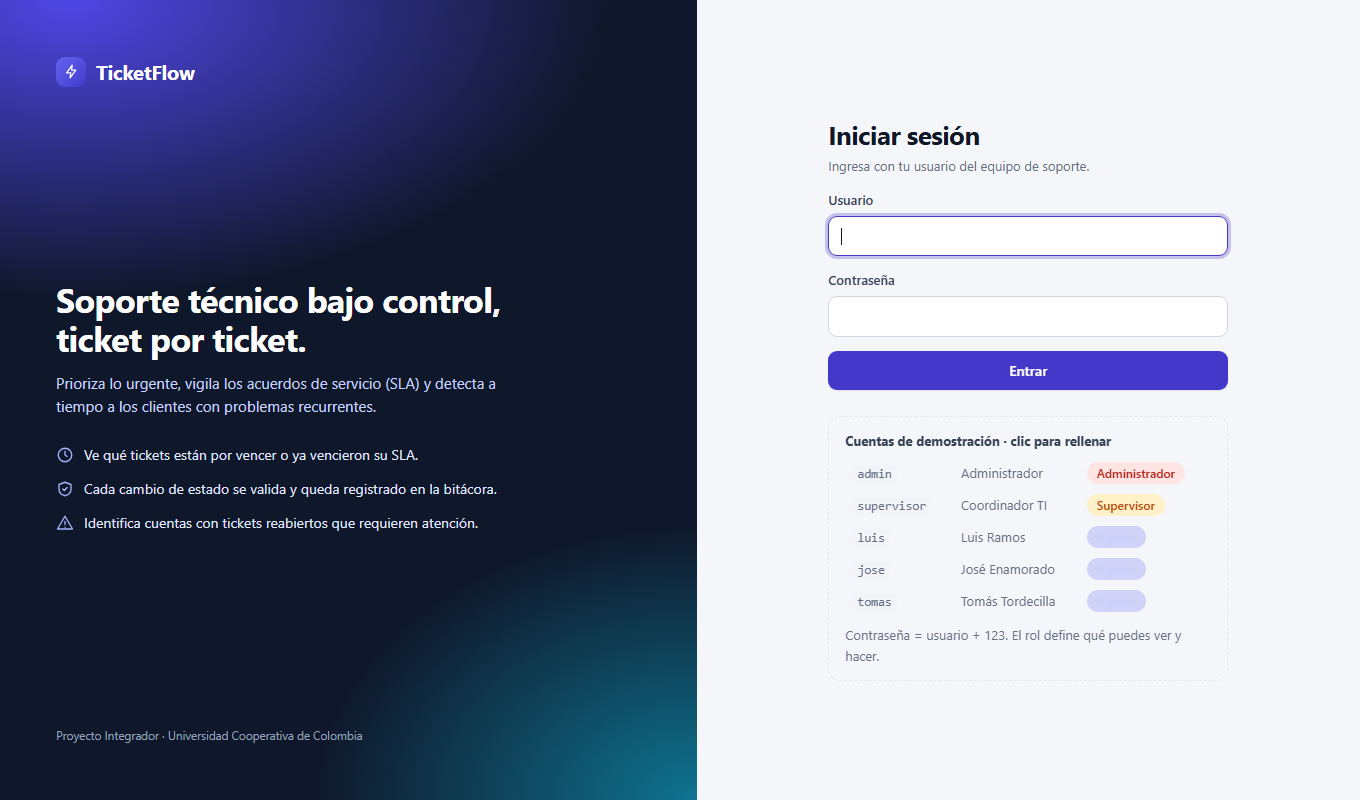 TicketFlow
Soporte técnico bajo control,
ticket por ticket.
Prioriza lo urgente, vigila los acuerdos de servicio (SLA) y detecta a
tiempo a los clientes con problemas recurrentes.
Ve qué tickets están por vencer o ya vencieron su SLA.
Cada cambio de estado se valida y queda registrado en la bitácora.
Identifica cuentas con tickets reabiertos que requieren atención.
Proyecto Integrador · Universidad Cooperativa de Colombia
Iniciar sesión
Ingresa con tu usuario del equipo de soporte.
Usuario
Contraseña
Entrar
Cuentas de demostración · clic para rellenar
admin Administrador Administrador
supervisor Coordinador TI Supervisor
luis Luis Ramos
jose José Enamorado
tomas Tomás Tordecilla
Contraseña = usuario + 123. El rol define qué puedes ver y
hacer.